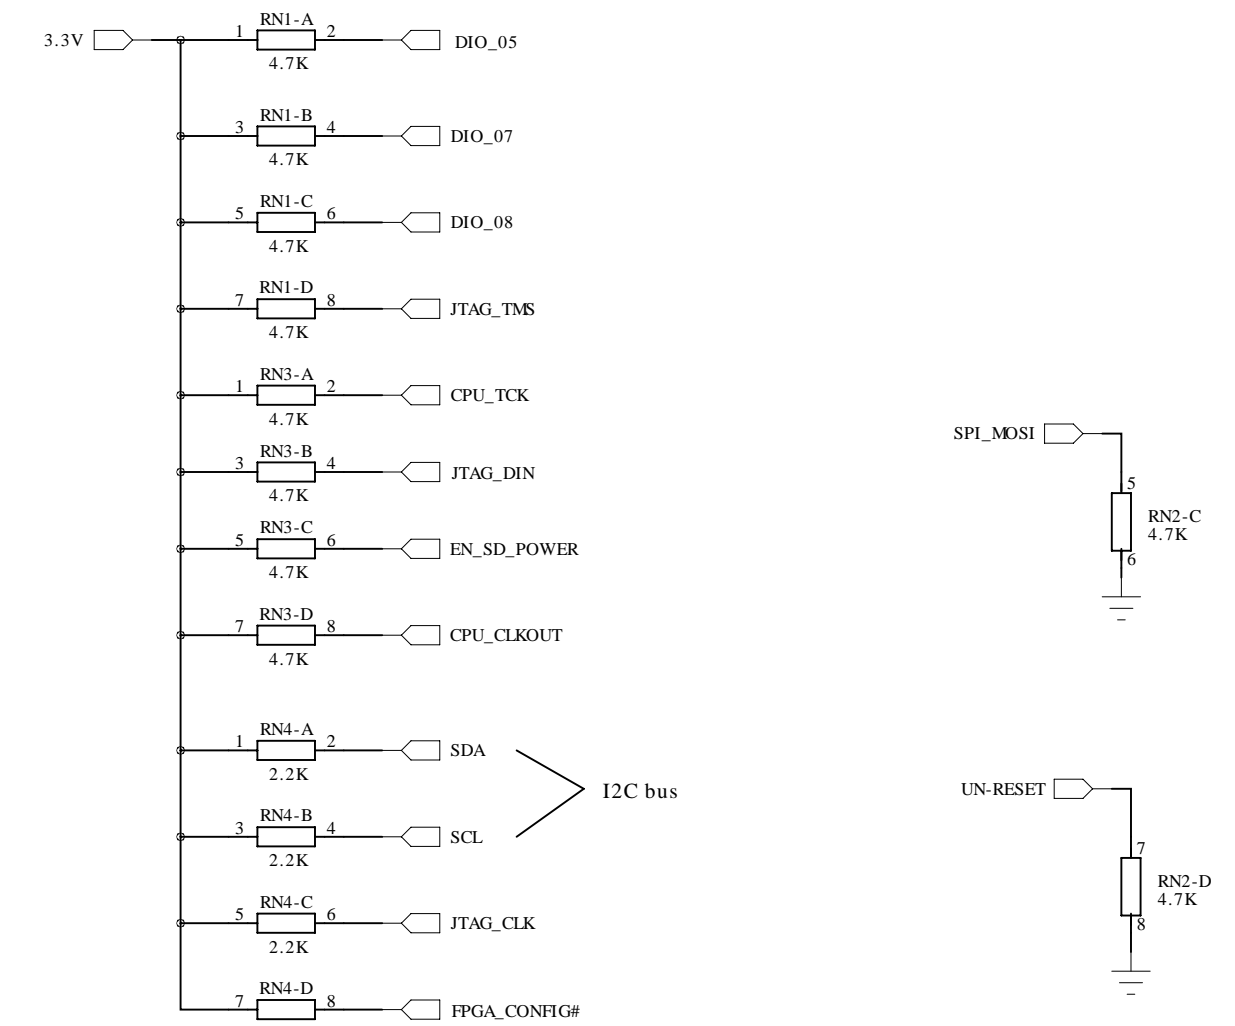 RN1-A
3.3V 1 2 DIO_05
4.7K
RN1-B
3 4 DIO_07
4.7K
RN1-C
5 6 DIO_08
4.7K
RN1-D
7 8 JTAG_TMS
4.7K
RN3-A
1 2 CPU_TCK
4.7K
RN3-B
3 4 JTAG_DIN
4.7K
RN3-C
5 6 EN_SD_POWER
4.7K
RN3-D
7 8 CPU_CLKOUT
4.7K
RN4-A
1 2 SDA
2.2K
I2C bus
RN4-B
3 4 SCL
2.2K
RN4-C
5 6 JTAG_CLK
2.2K
RN4-D
7 8 FPGA_CONFIG#
SPI_MOSI
5
RN2-C
4.7K
6
UN-RESET
7
RN2-D
4.7K
8